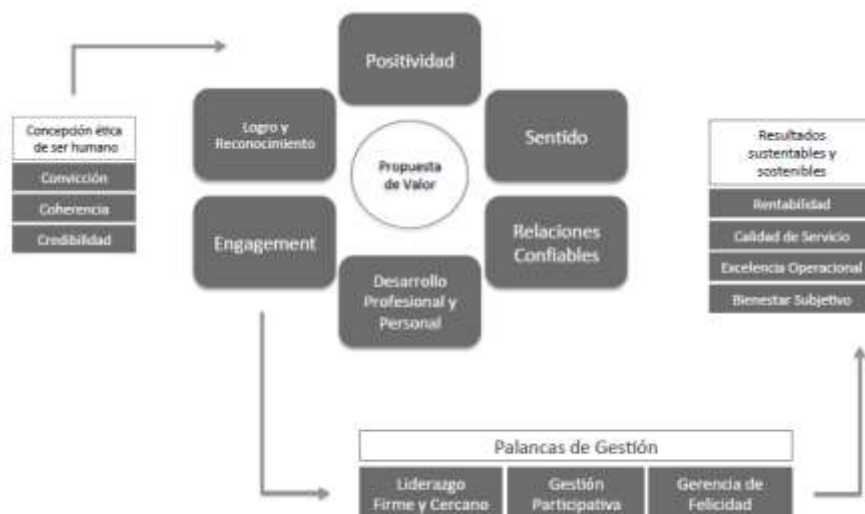 Concepción ética
de ser humano
Convicción
Coherencia
Credibilidad
Positividad
Logro y
Reconocimiento
Sentido
Propuesta
de Valor
Engagement
Relaciones
Confiables
Desarrollo
Profesional y
Personal
Palancas de Gestión
Liderazgo
Firme y Cercano
Gestión
Participativa
Gerencia de
Felicidad
Resultados
sustentables y
sostenibles
Rentabilidad
Calidad de Servicio
Excelencia Operacional
Bienestar Subjetivo